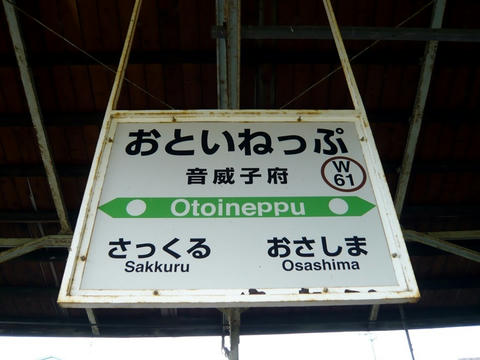 おといねっぷ
音威子府
W
61
Otoineppu
さっくる おさしま
Sakkuru Osashima